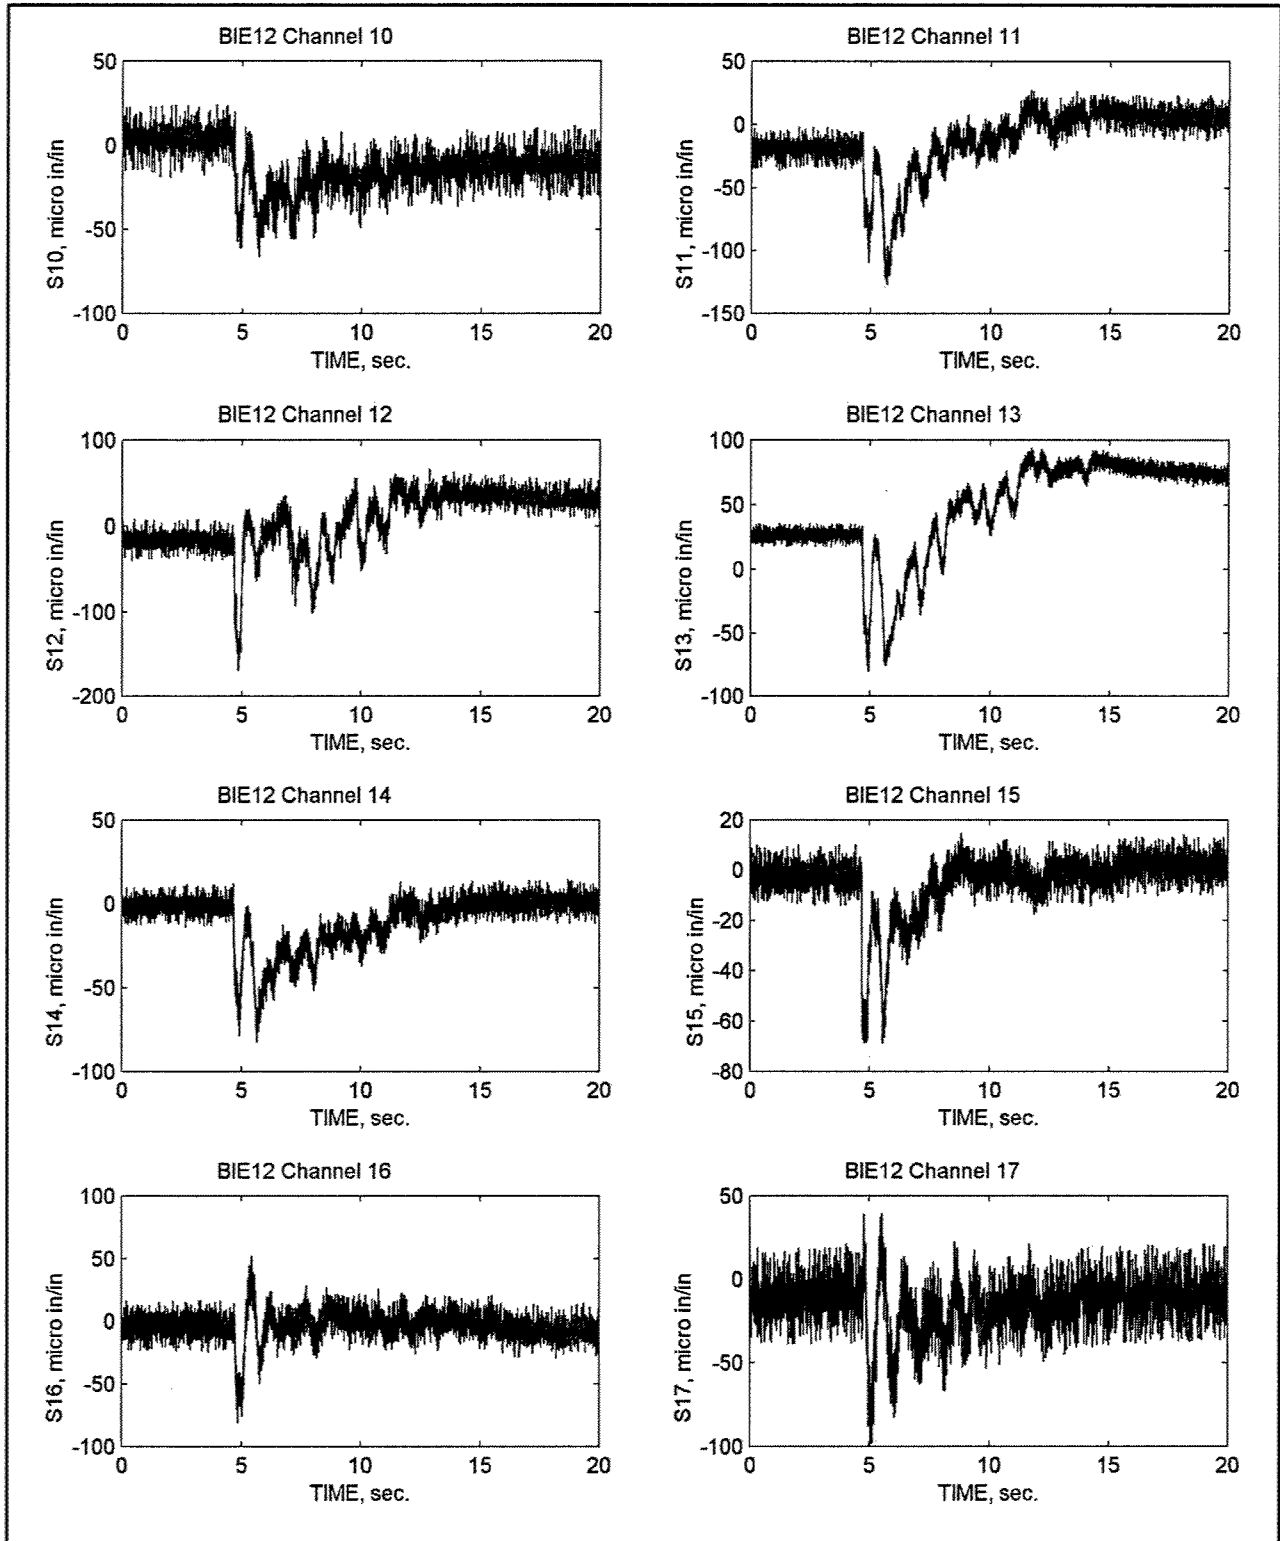 BIE12 Channel 10
50
0
-50
-100
S10, micro in/in
0 5 10 15 20
TIME, sec.
BIE12 Channel 11
50
0
-50
-100
-150
S11, micro in/in
0 5 10 15 20
TIME, sec.
BIE12 Channel 12
100
0
-100
-200
S12, micro in/in
0 5 10 15 20
TIME, sec.
BIE12 Channel 13
100
50
0
-50
-100
S13, micro in/in
0 5 10 15 20
TIME, sec.
BIE12 Channel 14
50
0
-50
-100
S14, micro in/in
0 5 10 15 20
TIME, sec.
BIE12 Channel 15
20
0
-20
-40
-60
-80
S15, micro in/in
0 5 10 15 20
TIME, sec.
BIE12 Channel 16
100
50
0
-50
-100
S16, micro in/in
0 5 10 15 20
TIME, sec.
BIE12 Channel 17
50
0
-50
-100
S17, micro in/in
0 5 10 15 20
TIME, sec.